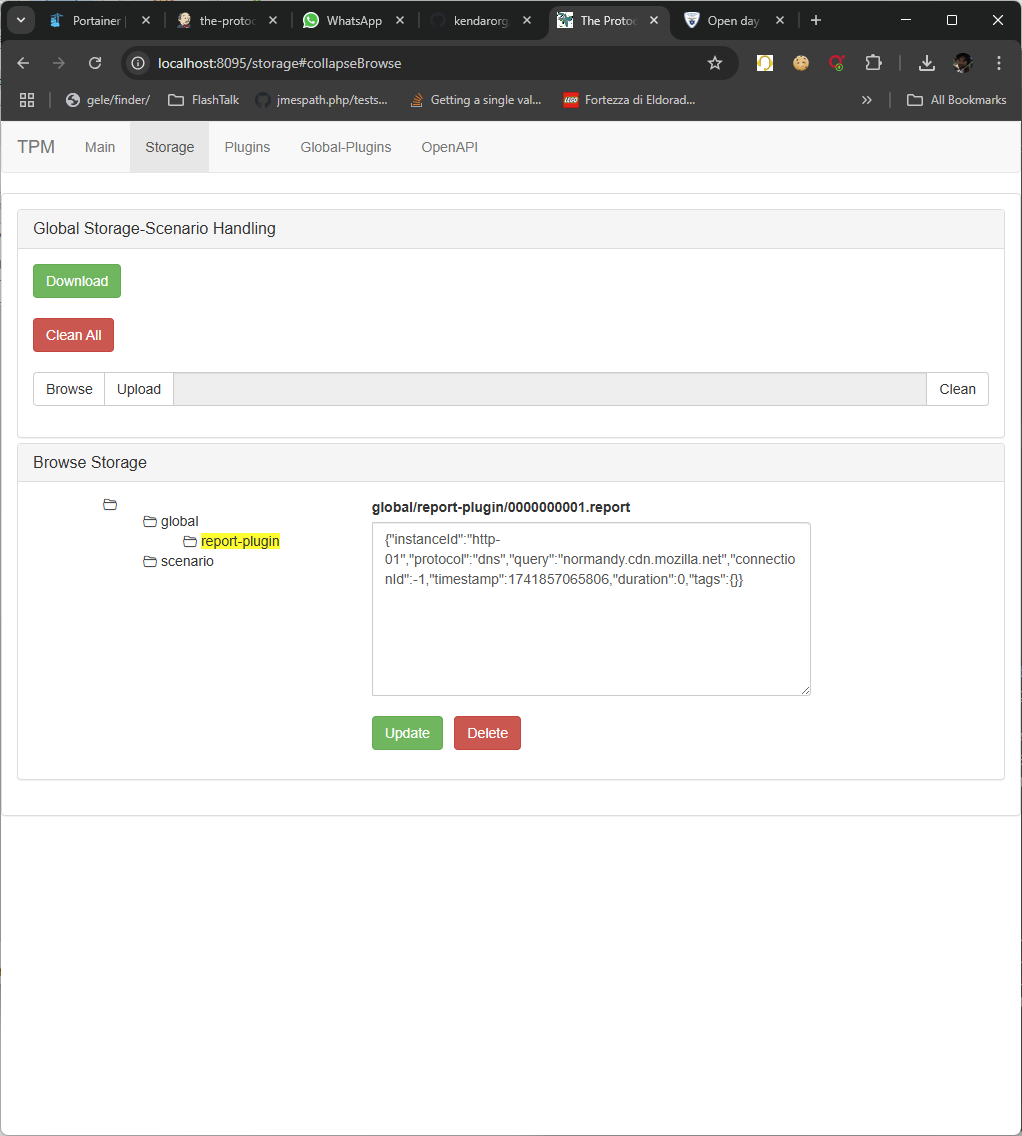 Portainer
the-protoc
WhatsApp
kendarorg
The Protoc
Open day
localhost:8095/storage#collapseBrowse
gele/finder/
FlashTalk
jmespath.php/tests...
Getting a single val...
Fortezza di Eldorad...
All Bookmarks
TPM Main Storage Plugins Global-Plugins OpenAPI
Global Storage-Scenario Handling
Download
Clean All
Browse Upload Clean
Browse Storage
global
report-plugin
scenario
global/report-plugin/0000000001.report
{"instanceId":"http-
01","protocol":"dns","query":"normandy.cdn.mozilla.net","connectio
nId":-1,"timestamp":1741857065806,"duration":0,"tags":{}}
Update Delete